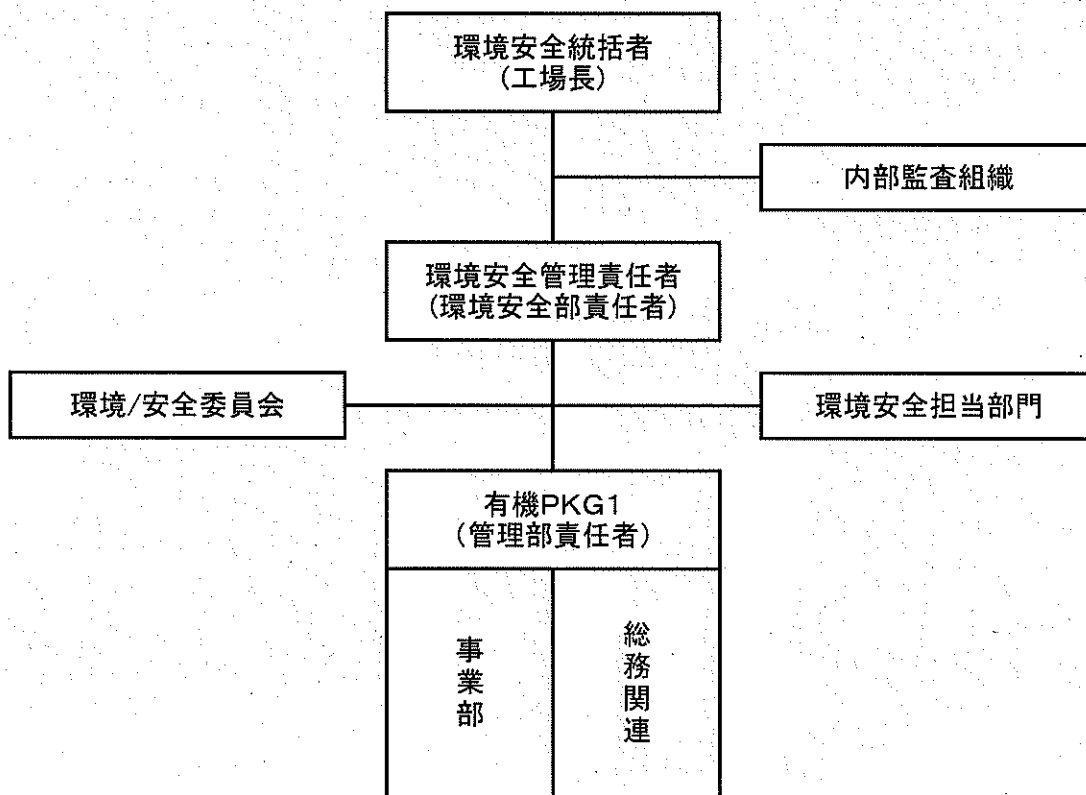 環境安全統括者
(工場長)
内部監査組織
環境安全管理責任者
(環境安全部責任者)
環境/安全委員会
環境安全担当部門
有機PKG1
(管理部責任者)
事業部
総務関連